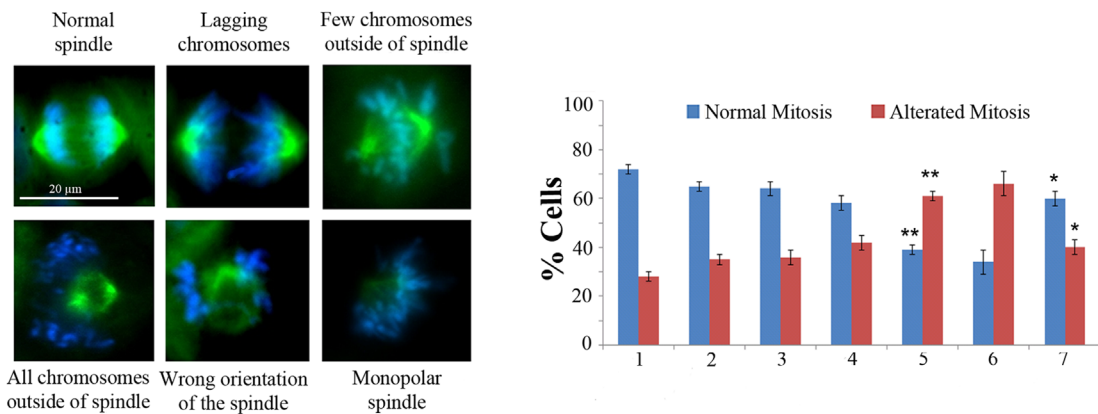 Normal
spindle
Lagging
chromosomes
Few chromosomes
outside of spindle
20 µm
All chromosomes
outside of spindle
Wrong orientation
of the spindle
Monopolar
spindle
% Cells
100
80
60
40
20
0
Normal Mitosis
Altered Mitosis
**
**
*
*
1 2 3 4 5 6 7